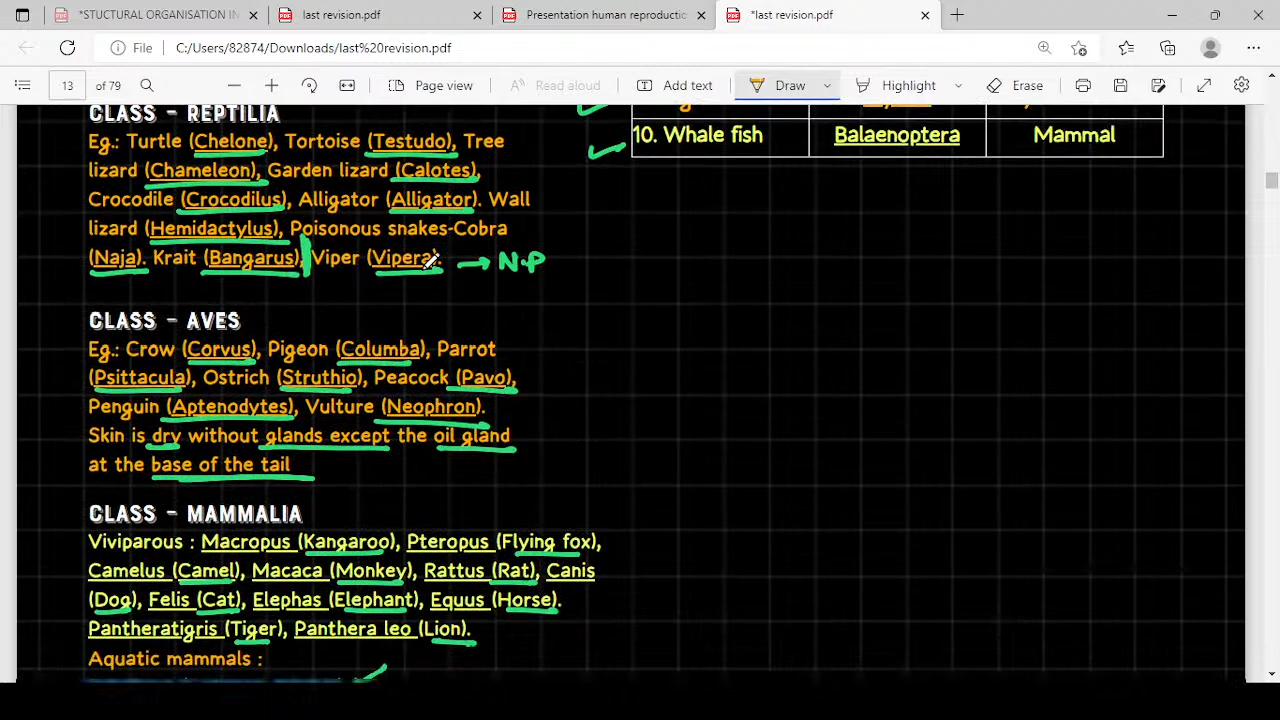 *STUCTURAL ORGANISATION IN
last revision.pdf
Presentation human reproductio
*last revision.pdf
File
C:/Users/82874/Downloads/last%20revision.pdf
13
of 79
Page view
Read aloud
Add text
Draw
Highlight
Erase
CLASS - REPTILIA
Eg.: Turtle (Chelone), Tortoise (Testudo), Tree
lizard (Chameleon), Garden lizard (Calotes),
Crocodile (Crocodilus), Alligator (Alligator). Wall
lizard (Hemidactylus), Poisonous snakes-Cobra
(Naja). Krait (Bangarus), Viper (Vipera).
→ N.P
CLASS - AVES
Eg.: Crow (Corvus), Pigeon (Columba), Parrot
(Psittacula), Ostrich (Struthio), Peacock (Pavo),
Penguin (Aptenodytes), Vulture (Neophron).
Skin is dry without glands except the oil gland
at the base of the tail
CLASS - MAMMALIA
Viviparous : Macropus (Kangaroo), Pteropus (Flying fox),
Camelus (Camel), Macaca (Monkey), Rattus (Rat), Canis
(Dog), Felis (Cat), Elephas (Elephant), Equus (Horse).
Pantheratigris (Tiger), Panthera leo (Lion).
Aquatic mammals :
10. Whale fish
Balaenoptera
Mammal